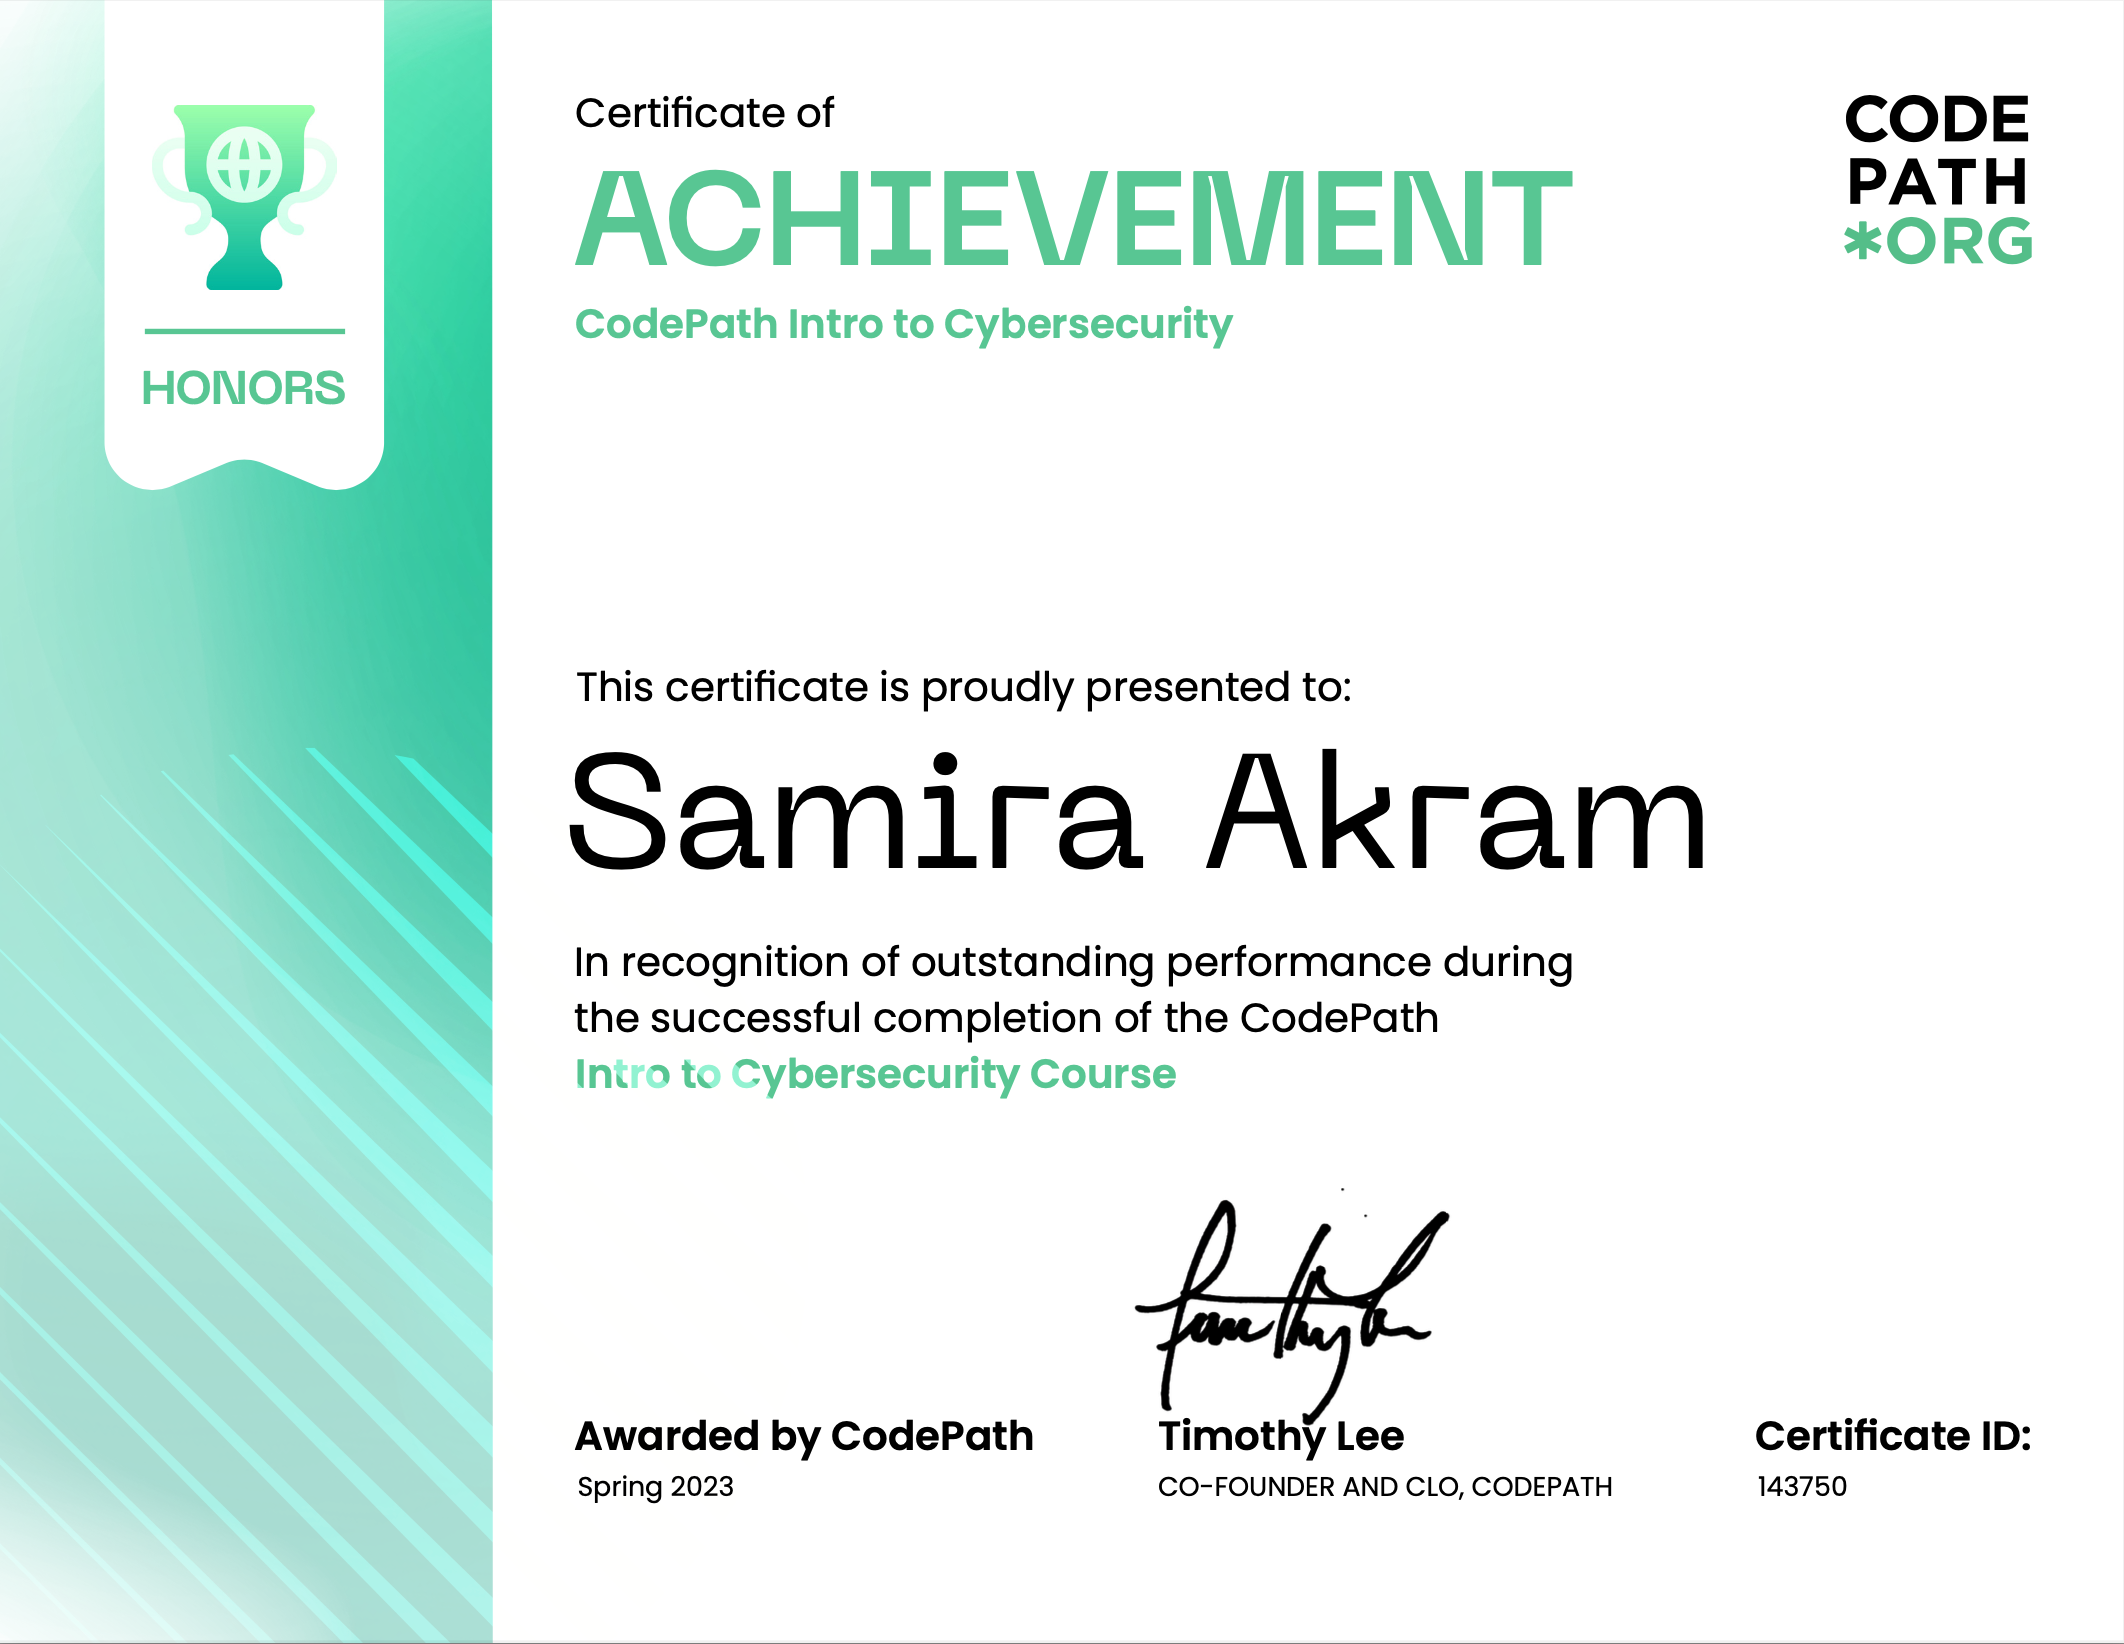 HONORS
Certificate of
ACHIEVEMENT
CodePath Intro to Cybersecurity
CODE
PATH
*ORG
This certificate is proudly presented to:
Samira Akram
In recognition of outstanding performance during
the successful completion of the CodePath
Intro to Cybersecurity Course
Awarded by CodePath
Spring 2023
Timothy Lee
CO-FOUNDER AND CLO, CODEPATH
Certificate ID:
143750